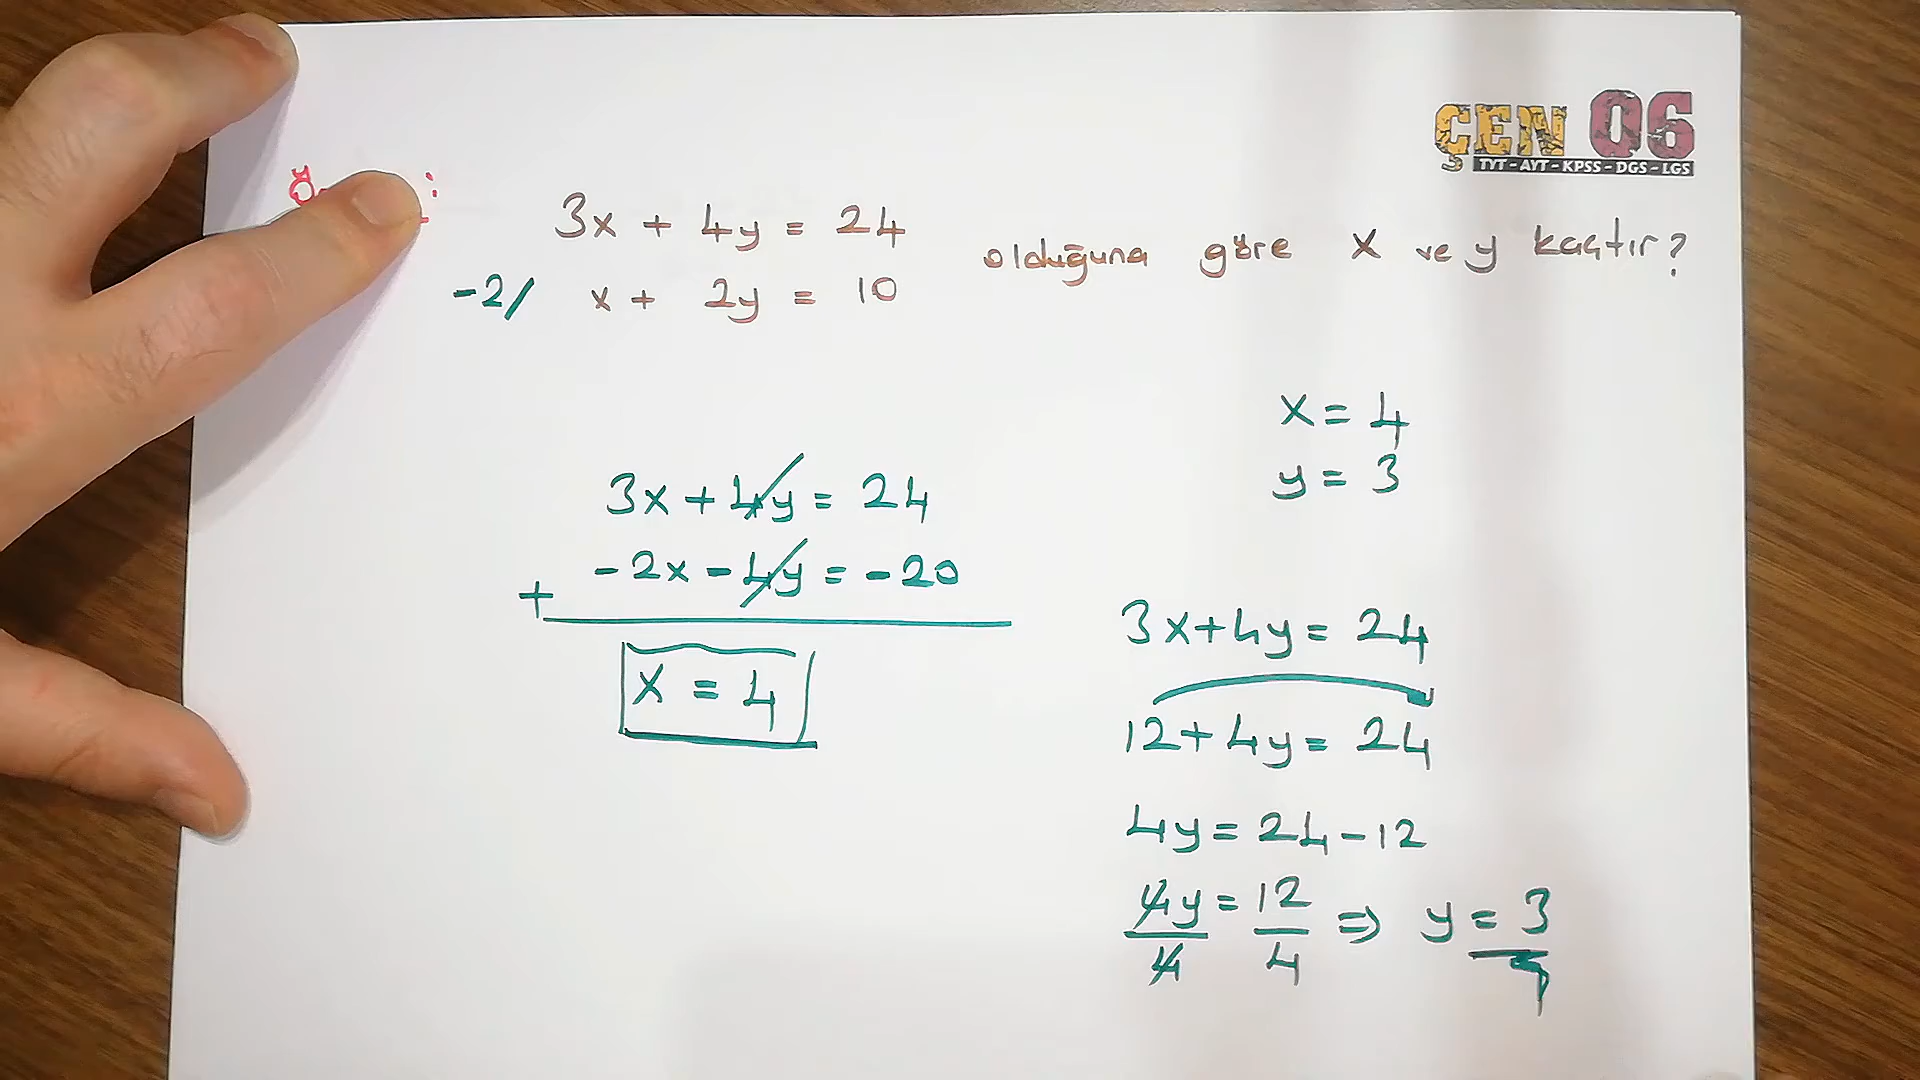 ÇEN 06
TYT - AYT - KPSS - DGS - LGS
3x + 4y = 24
-2/ x + 2y = 10
olduğuna göre x ve y kaçtır?
x = 4
y = 3
3x + 4y = 24
-2x - 4y = -20
+
x = 4
3x+4y = 24
12+4y = 24
4y = 24-12
4y/4 = 12/4 ⇒ y = 3